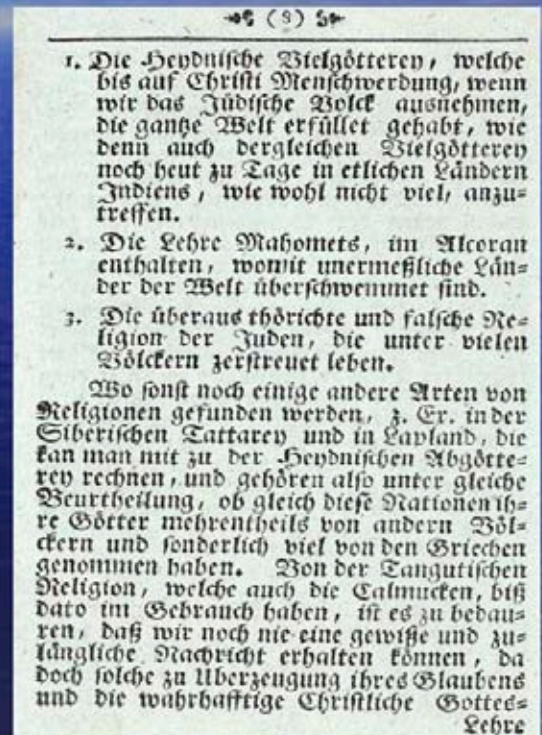 (8)
1. Die Heydnische Vielgötterey, welche
bis auf Christi Menschwerdung, wenn
wir das Jüdische Volck ausnehmen,
die gantze Welt erfüllet gehabt, wie
denn auch dergleichen Vielgötterey
noch heut zu Tage in etlichen Ländern
Indiens, wie wohl nicht viel, anzu=
treffen.
2. Die Lehre Mahomets, im Alcoran
enthalten, womit unermeßliche Län=
der der Welt überschwemmet sind.
3. Die überaus thörichte und falsche Re=
ligion der Juden, die unter vielen
Völckern zerstreuet leben.
Wo sonst noch einige andere Arten von
Religionen gefunden werden, z. Ex. in der
Siberischen Tattarey und in Lapland, die
kan man mit zu der Heydnischen Abgötte=
rey rechnen, und gehören also unter gleiche
Beurtheilung, ob gleich diese Nationen ih=
re Götter mehrentheils von andern Völ=
ckern und sonderlich viel von den Griechen
genommen haben. Von der Tangutischen
Religion, welche auch die Calmucken, biß
dato im Gebrauch haben, ist es zu bedau=
ren, daß wir noch nie eine gewiße und zu=
längliche Nachricht erhalten können, da
doch solche zu Uberzeugung ihres Glaubens
und die wahrhafftige Christliche Gottes=
Lehre